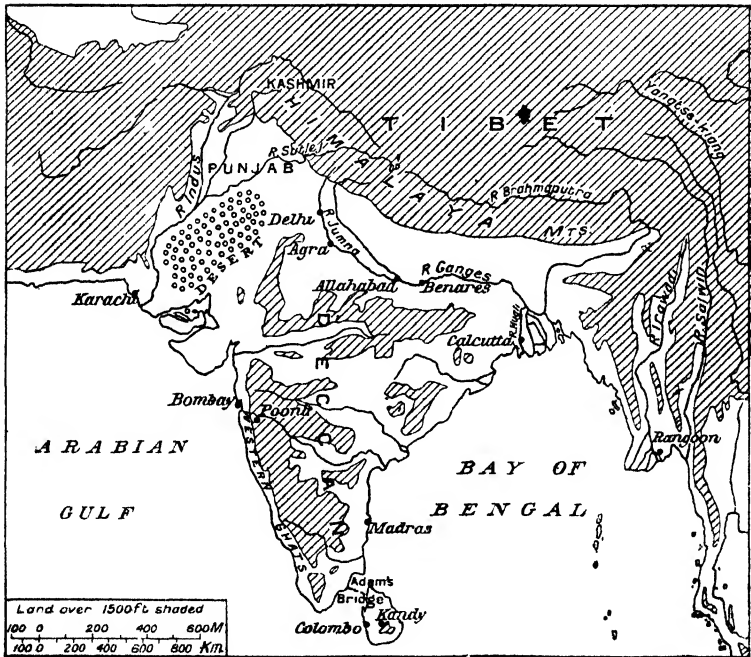 KASHMIR
HIMALAYA
MTS.
TIBET
Yangtse-kiang
R Sutlej
PUNJAB
R Indus
R Brahmaputra
Delhi
R Jumna
Agra
DESERT
R Ganges
Allahabad
Benares
Karachi
R Hugli
Calcutta
R Irawadi
R Salwin
DECCAN
Bombay
Poona
WESTERN GHATS
Rangoon
ARABIAN
GULF
BAY OF
BENGAL
Madras
Adam's
Bridge
Kandy
Colombo
Land over 1500ft shaded
100 0 200 400 600M
100 0 200 400 600 800 Km.